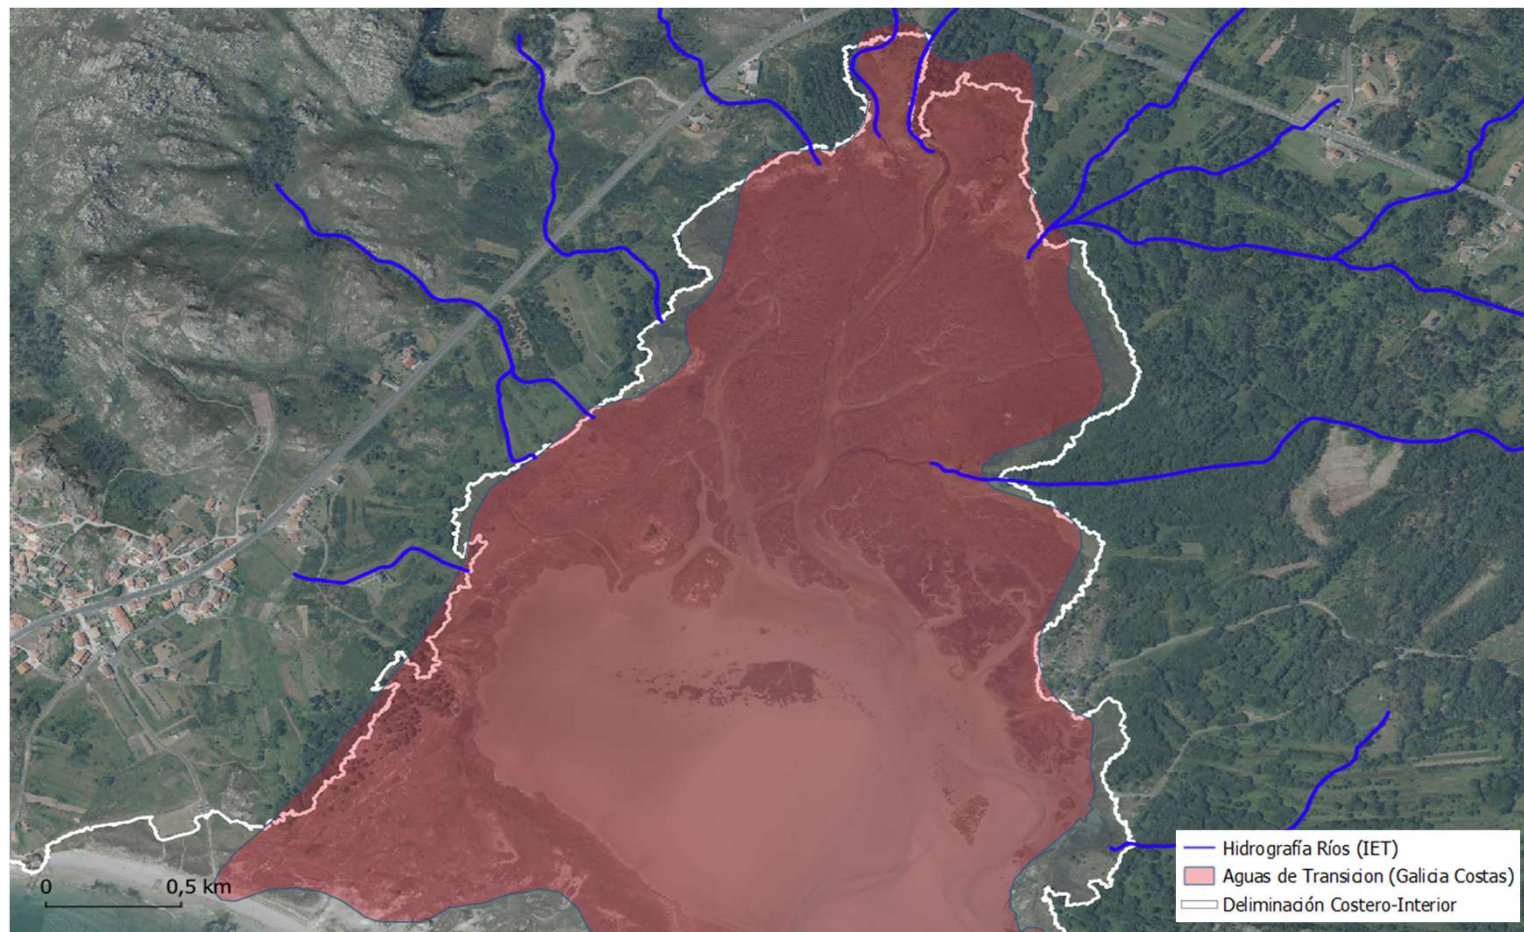 0 0,5 km
Hidrografía Ríos (IET)
Aguas de Transicion (Galicia Costas)
Deliminación Costero-Interior